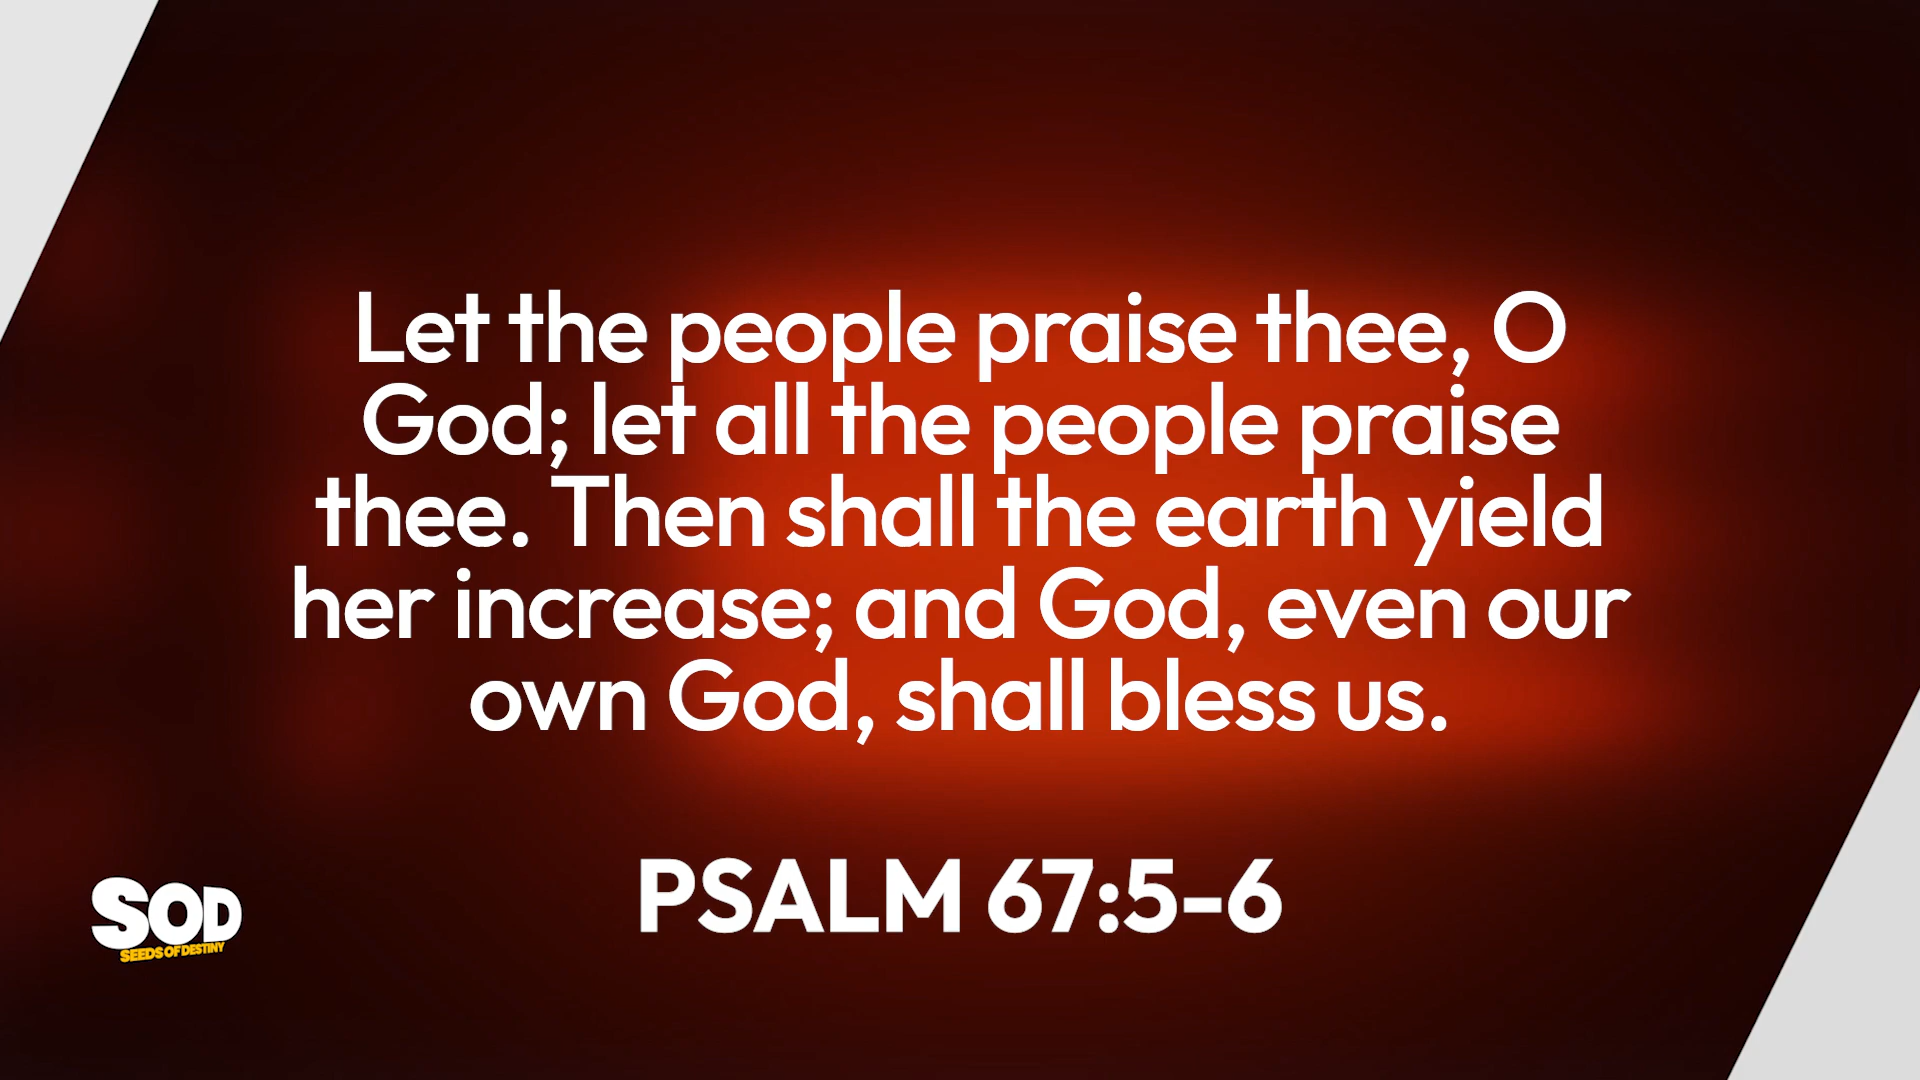 Let the people praise thee, O
God; let all the people praise
thee. Then shall the earth yield
her increase; and God, even our
own God, shall bless us.
PSALM 67:5-6
SOD
SEEDS OF DESTINY